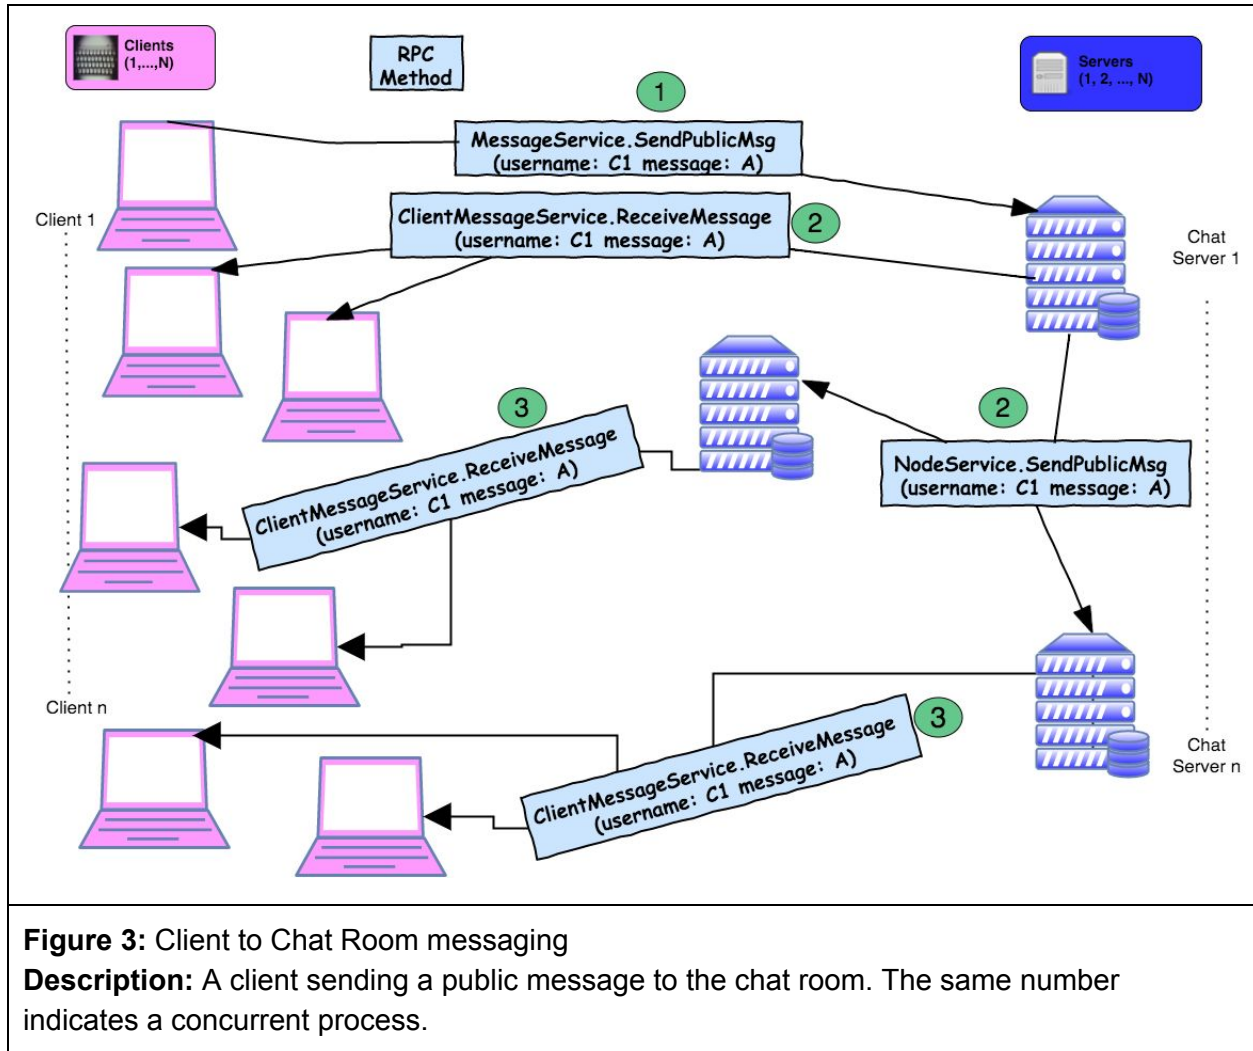 Clients
(1,...,N)
RPC
Method
Servers
(1, 2, ..., N)
1
MessageService.SendPublicMsg
(username: C1 message: A)
Client 1
ClientMessageService.ReceiveMessage
(username: C1 message: A)
2
Chat
Server 1
3
2
ClientMessageService.ReceiveMessage
(username: C1 message: A)
NodeService.SendPublicMsg
(username: C1 message: A)
Client n
3
ClientMessageService.ReceiveMessage
(username: C1 message: A)
Chat
Server n
Figure 3: Client to Chat Room messaging
Description: A client sending a public message to the chat room. The same number
indicates a concurrent process.